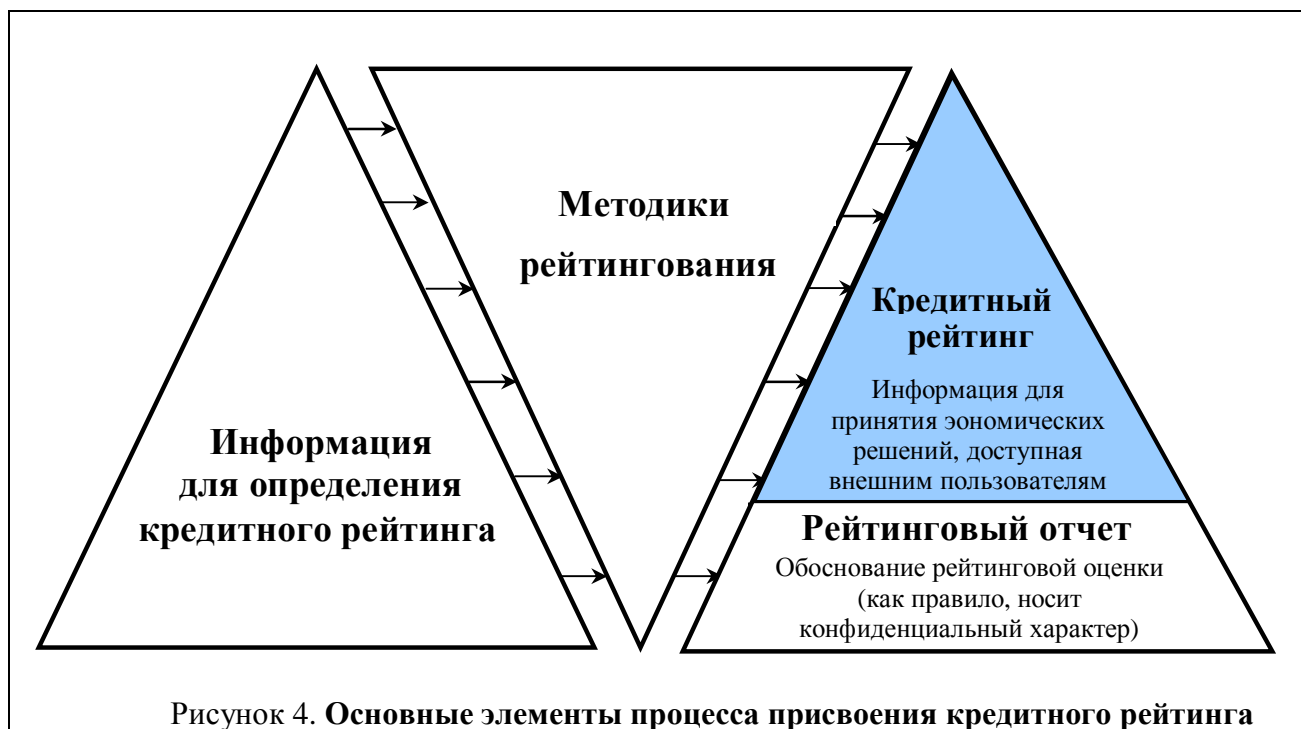 Информация
для определения
кредитного рейтинга
Методики
рейтингования
Кредитный
рейтинг
Информация для
принятия эономических
решений, доступная
внешним пользователям
Рейтинговый отчет
Обоснование рейтинговой оценки
(как правило, носит
конфиденциальный характер)
Рисунок 4. Основные элементы процесса присвоения кредитного рейтинга